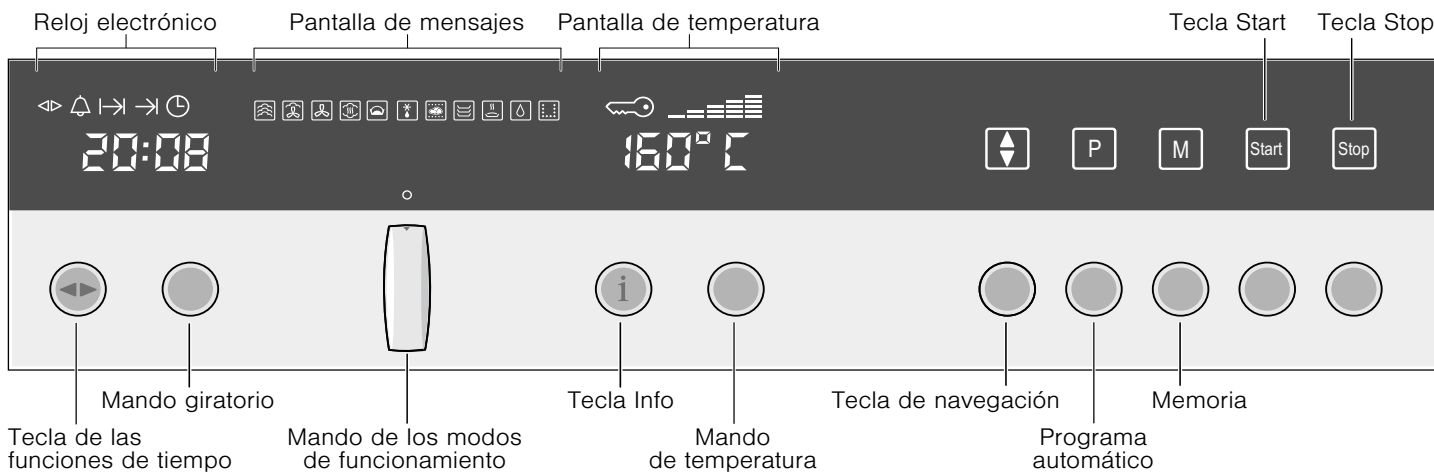 Reloj electrónico
Pantalla de mensajes
Pantalla de temperatura
Tecla Start
Tecla Stop
20:08
160°C
P
M
Start
Stop
i
Mando giratorio
Tecla Info
Tecla de navegación
Memoria
Tecla de las
funciones de tiempo
Mando de los modos
de funcionamiento
Mando
de temperatura
Programa
automático